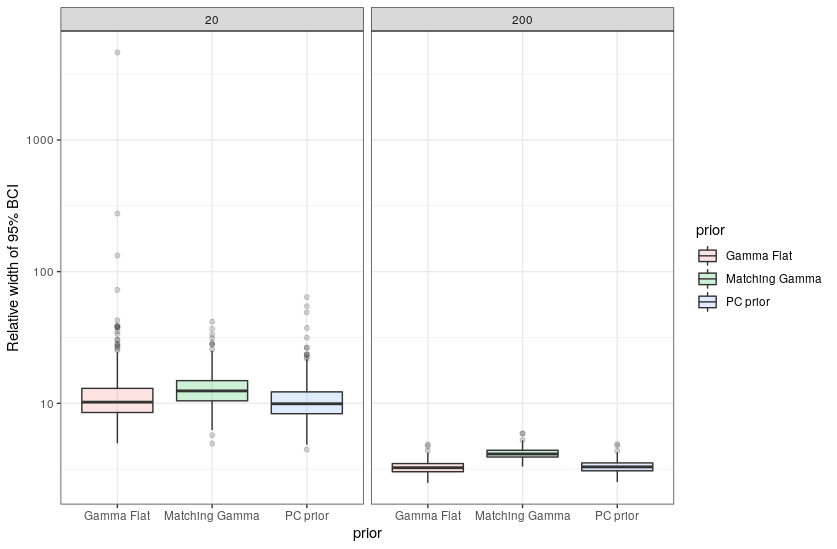 20
200
Relative width of 95% BCI
1000
100
10
Gamma Flat
Matching Gamma
PC prior
Gamma Flat
Matching Gamma
PC prior
prior
prior
Gamma Flat
Matching Gamma
PC prior